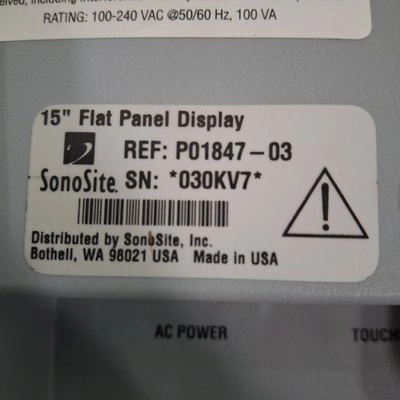 including
RATING: 100-240 VAC @50/60 Hz, 100 VA
15" Flat Panel Display
REF: P01847-03
SonoSite. SN: *030KV7*
Distributed by SonoSite, Inc.
Bothell, WA 98021 USA Made in USA
AC POWER